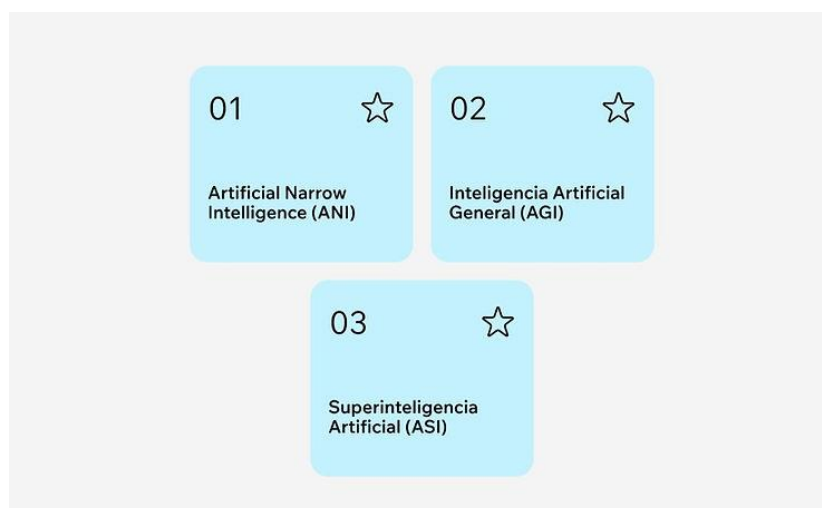 01
Artificial Narrow
Intelligence (ANI)
02
Inteligencia Artificial
General (AGI)
03
Superinteligencia
Artificial (ASI)